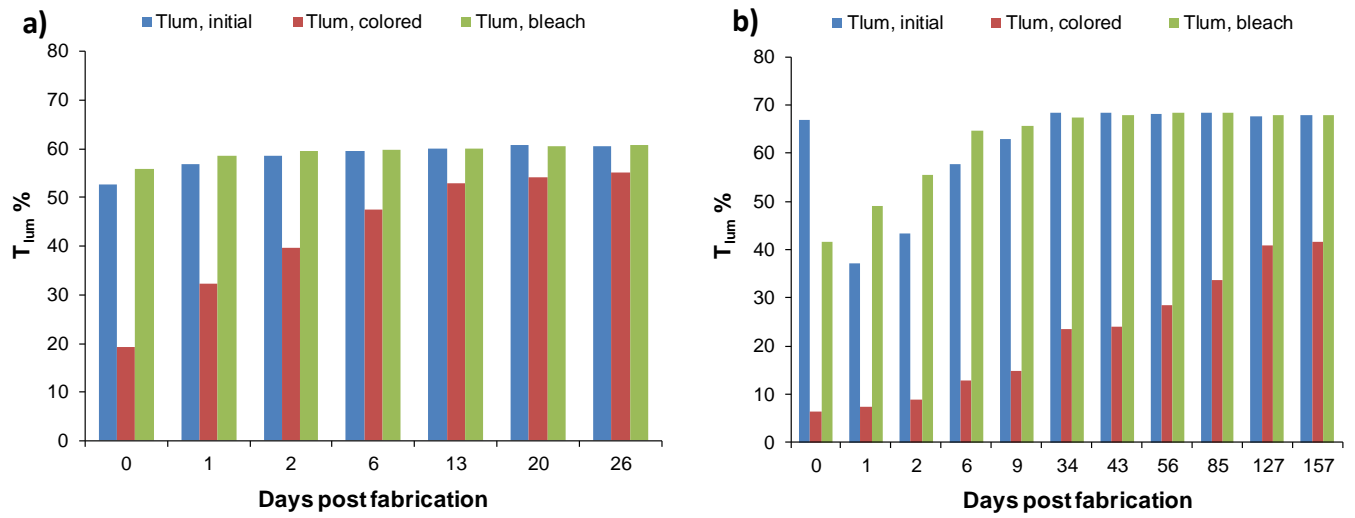 a)
Tlum, initial Tlum, colored Tlum, bleach
80
70
60
50
40
30
20
10
0
Tlum %
0 1 2 6 13 20 26
Days post fabrication
b)
Tlum, initial Tlum, colored Tlum, bleach
80
70
60
50
40
30
20
10
0
Tlum %
0 1 2 6 9 34 43 56 85 127 157
Days post fabrication